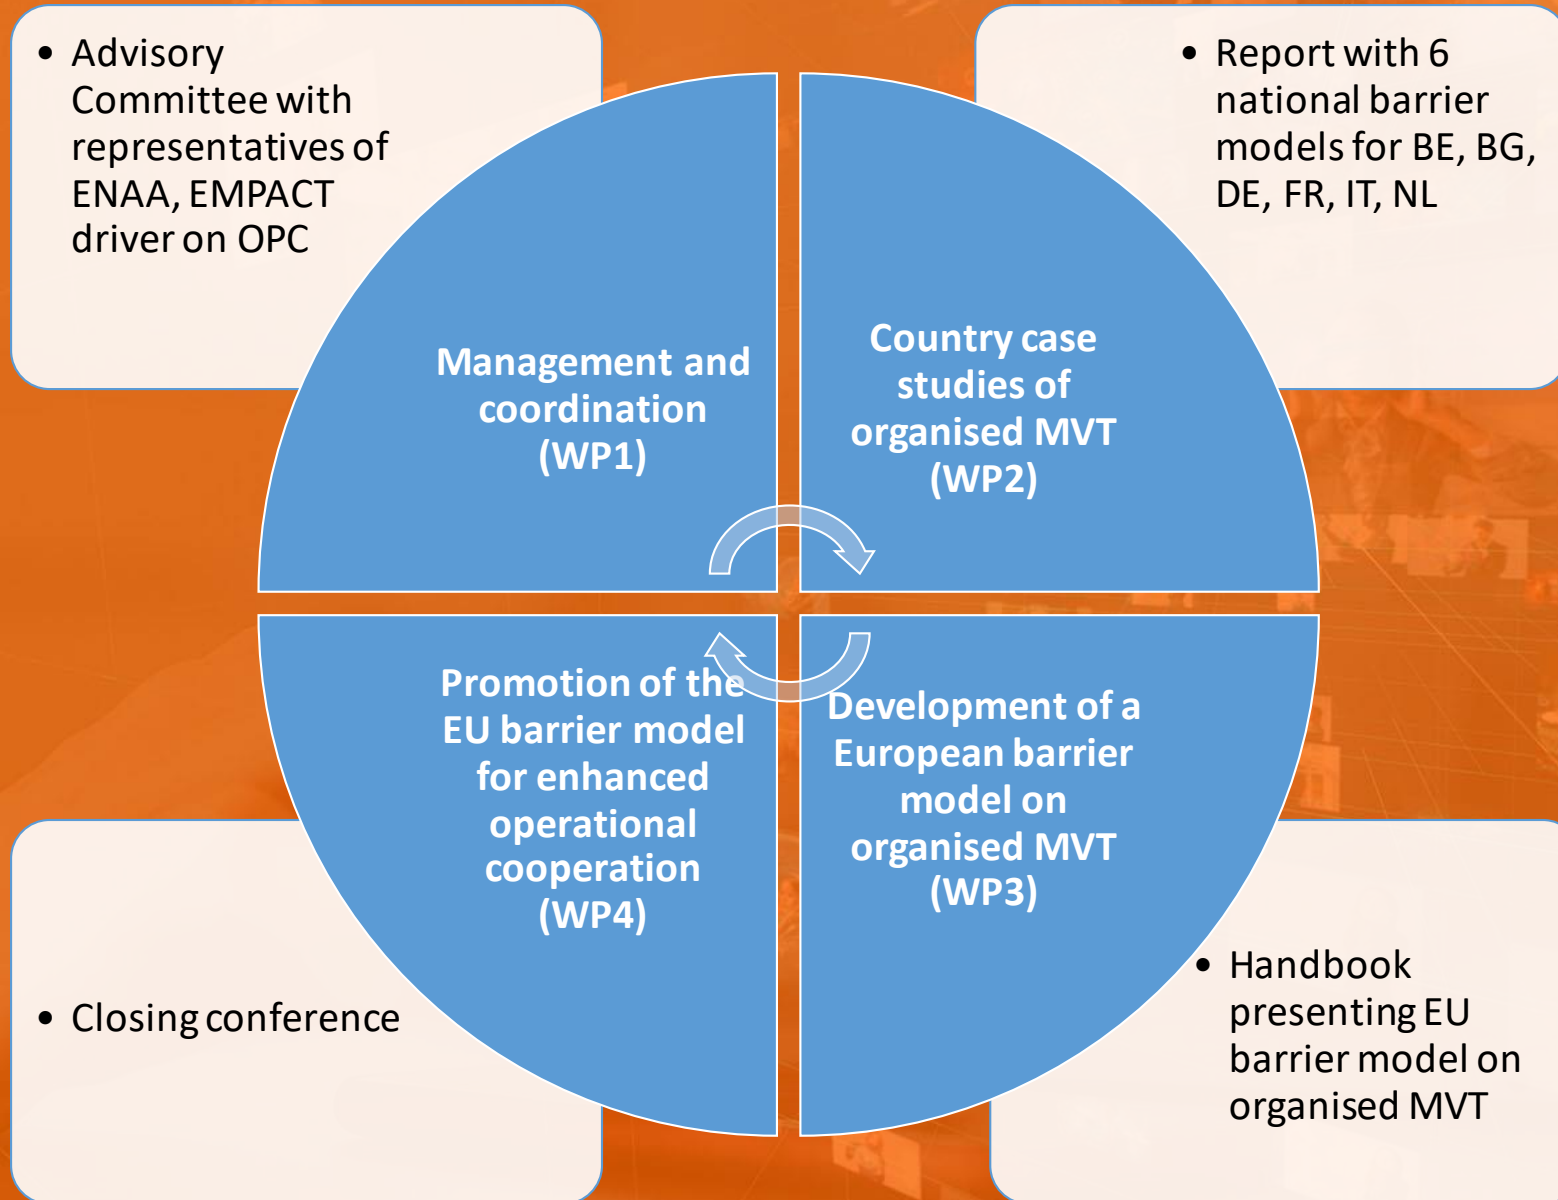 • Advisory
Committee with
representatives of
ENAA, EMPACT
driver on OPC
• Report with 6
national barrier
models for BE, BG,
DE, FR, IT, NL
Management and
coordination
(WP1)
Country case
studies of
organised MVT
(WP2)
Promotion of the
EU barrier model
for enhanced
operational
cooperation
(WP4)
Development of a
European barrier
model on
organised MVT
(WP3)
• Closing conference
• Handbook
presenting EU
barrier model on
organised MVT